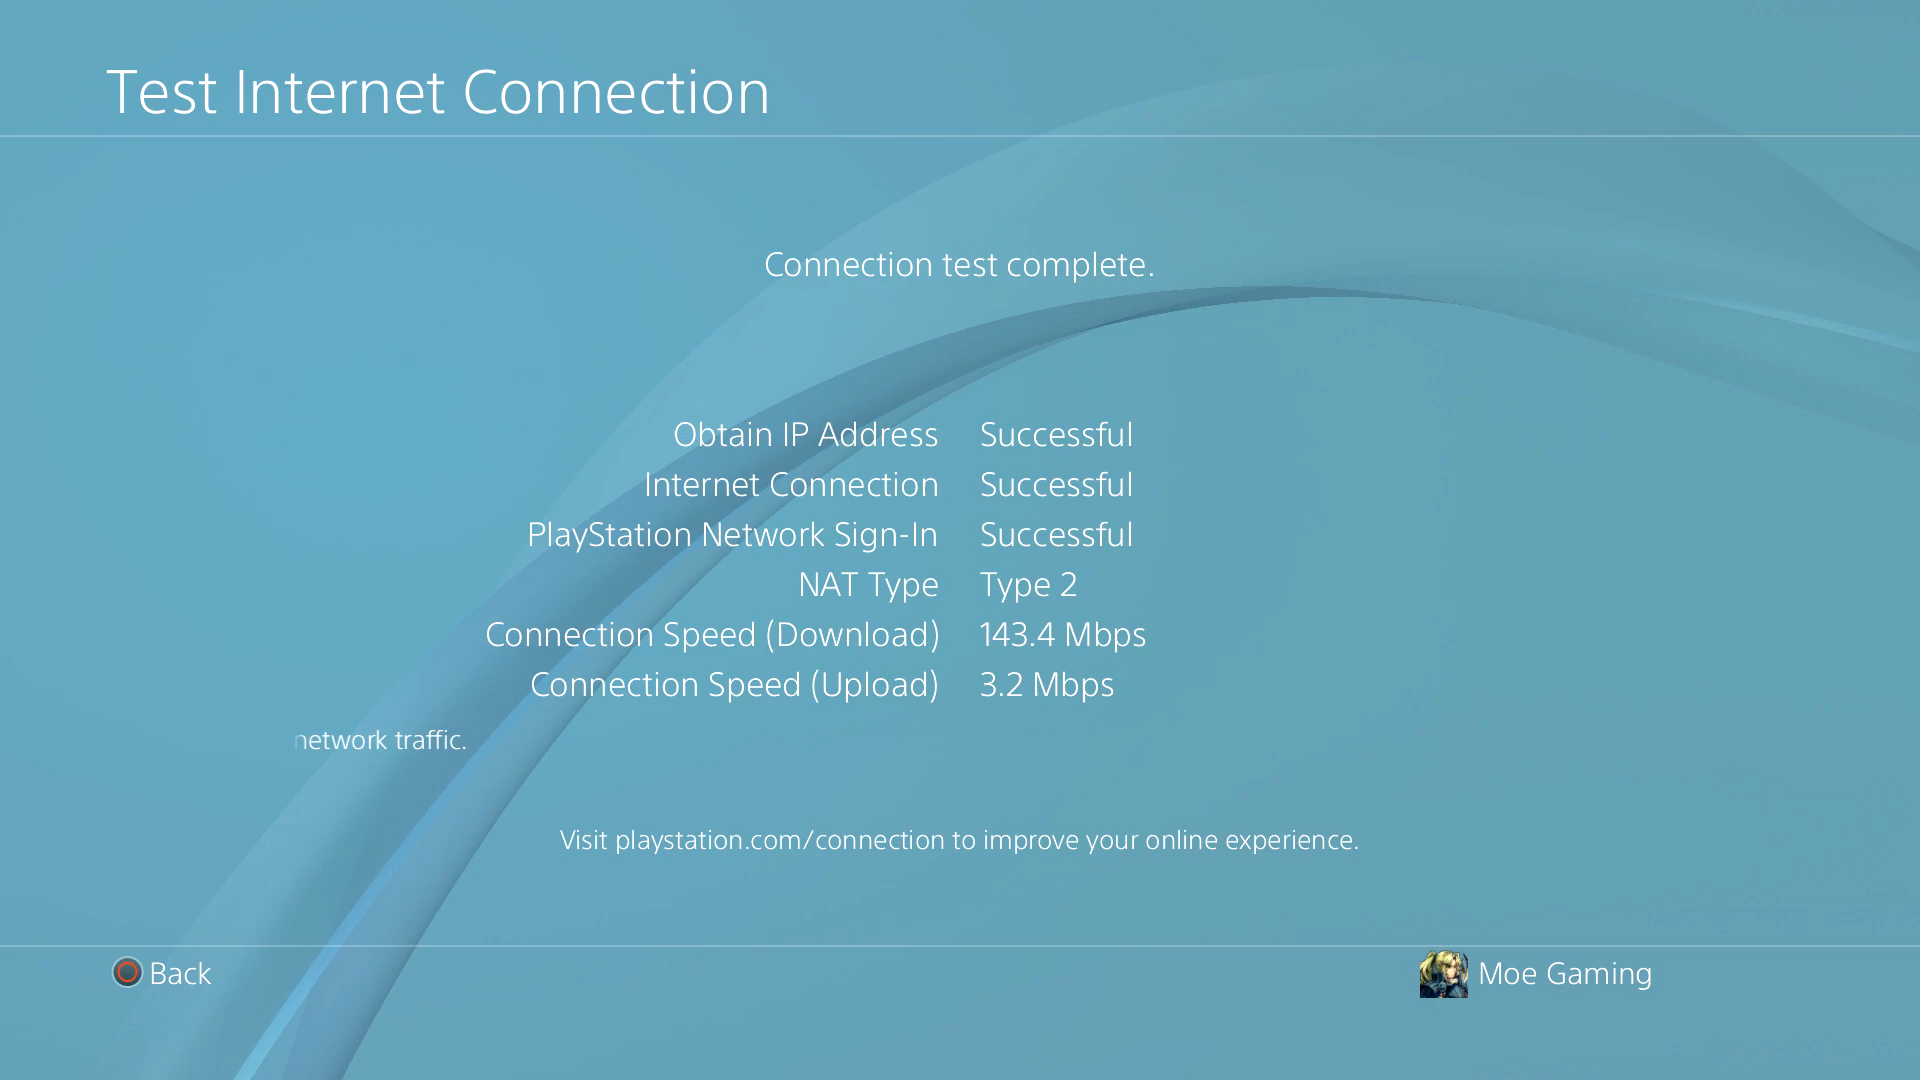 Test Internet Connection
Connection test complete.
Obtain IP Address Successful
Internet Connection Successful
PlayStation Network Sign-In Successful
NAT Type Type 2
Connection Speed (Download) 143.4 Mbps
Connection Speed (Upload) 3.2 Mbps
network traffic.
Visit playstation.com/connection to improve your online experience.
Back
Moe Gaming